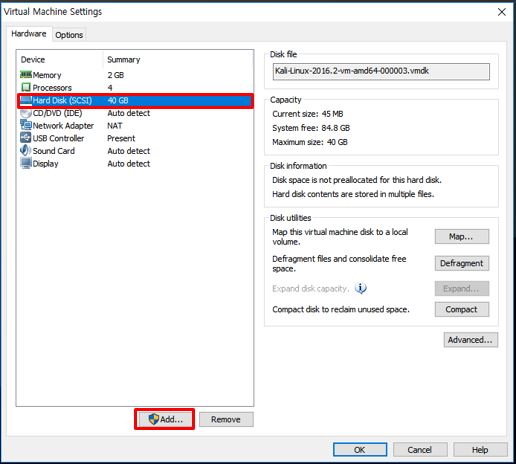 Virtual Machine Settings
Hardware
Options
Device Summary
Memory 2 GB
Processors 4
Hard Disk (SCSI) 40 GB
CD/DVD (IDE) Auto detect
Network Adapter NAT
USB Controller Present
Sound Card Auto detect
Display Auto detect
Add...
Remove
Disk file
Kali-Linux-2016.2-vm-amd64-000003.vmdk
Capacity
Current size: 45 MB
System free: 84.8 GB
Maximum size: 40 GB
Disk information
Disk space is not preallocated for this hard disk.
Hard disk contents are stored in multiple files.
Disk utilities
Map this virtual machine disk to a local
volume.
Map...
Defragment files and consolidate free
space.
Defragment
Expand disk capacity.
Expand...
Compact disk to reclaim unused space.
Compact
Advanced...
OK
Cancel
Help